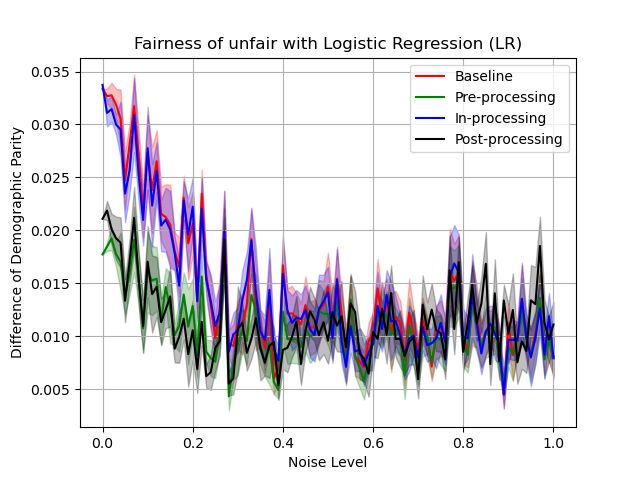 Fairness of unfair with Logistic Regression (LR)
Baseline
Pre-processing
In-processing
Post-processing
Difference of Demographic Parity
0.035
0.030
0.025
0.020
0.015
0.010
0.005
0.0 0.2 0.4 0.6 0.8 1.0
Noise Level